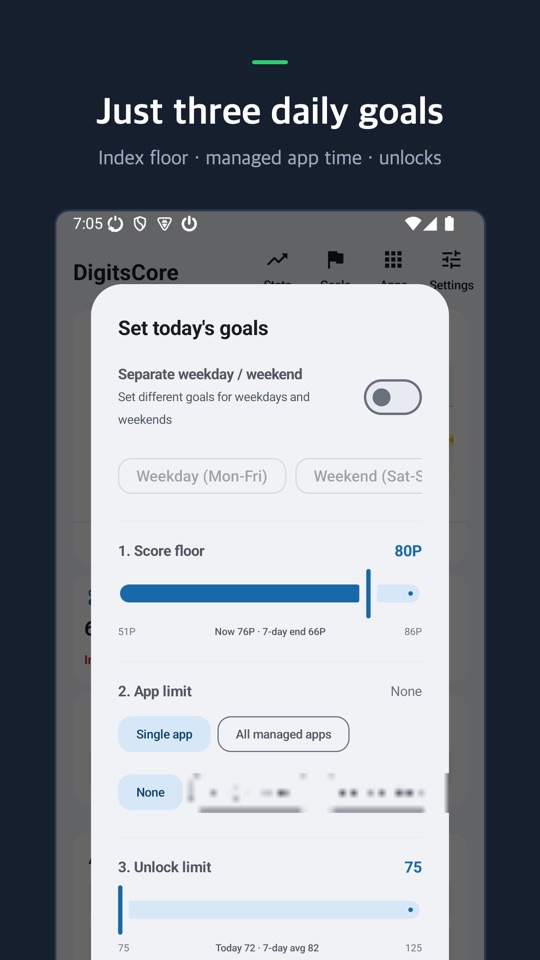 Just three daily goals
Index floor · managed app time · unlocks
7:05
DigitsCore
Stats Goals Apps Settings
Set today's goals
Separate weekday / weekend
Set different goals for weekdays and
weekends
Weekday (Mon-Fri) Weekend (Sat-S
1. Score floor 80P
51P Now 76P · 7-day end 66P 86P
2. App limit None
Single app All managed apps
None
3. Unlock limit 75
75 Today 72 · 7-day avg 82 125